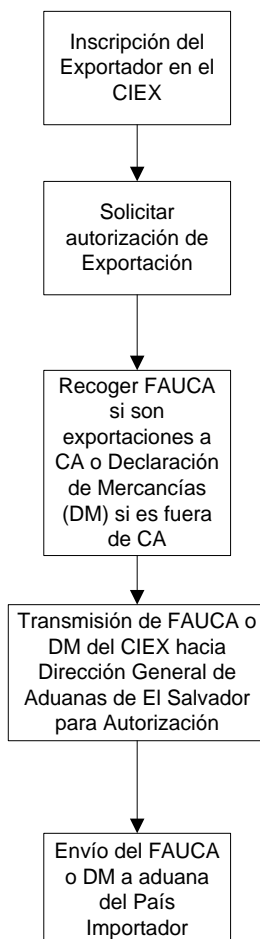 Inscripción del
Exportador en el
CIEX
Solicitar
autorización de
Exportación
Recoger FAUCA
si son
exportaciones a
CA o Declaración
de Mercancías
(DM) si es fuera
de CA
Transmisión de FAUCA o
DM del CIEX hacia
Dirección General de
Aduanas de El Salvador
para Autorización
Envío del FAUCA
o DM a aduana
del País
Importador